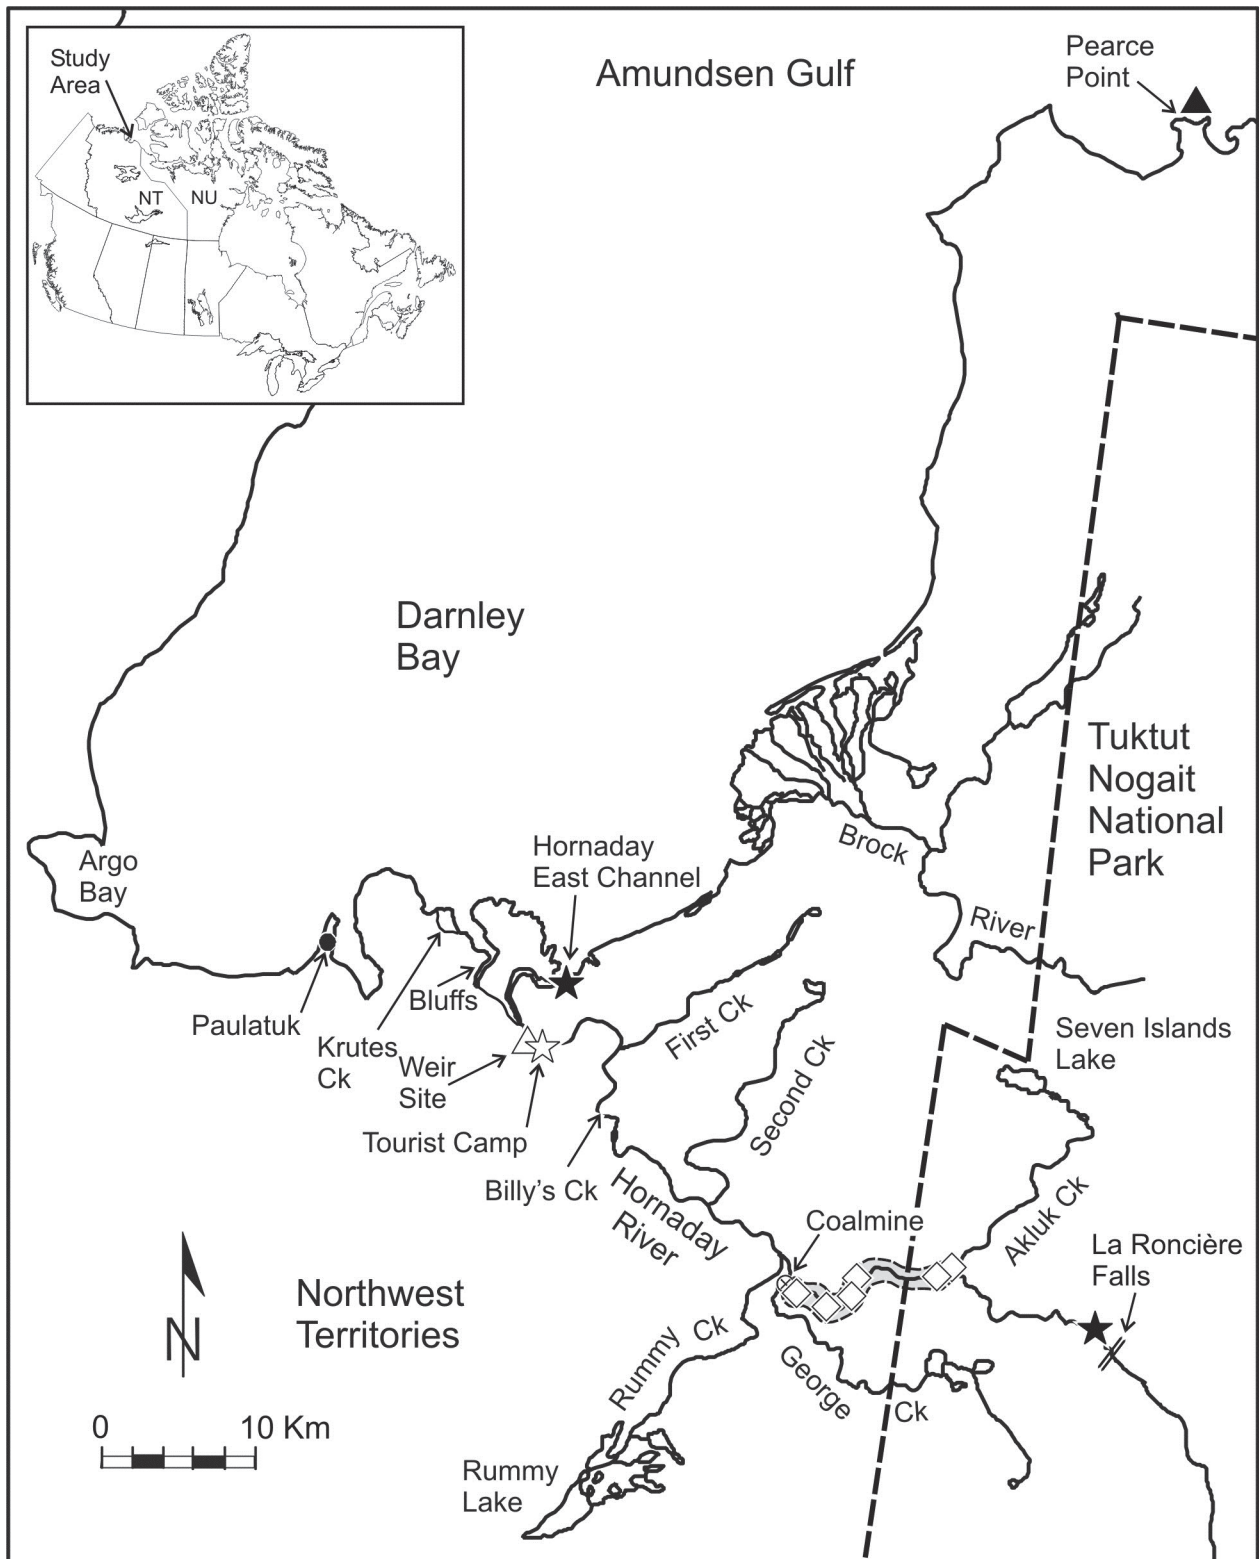 Study
Area
NT
NU
Amundsen Gulf
Pearce
Point
Darnley
Bay
Tuktut
Nogait
National
Park
Argo
Bay
Hornaday
East Channel
Brock
River
Paulatuk
Bluffs
Krutes
Ck
Weir
Site
Tourist Camp
Billy's Ck
First Ck
Second Ck
Seven Islands
Lake
Hornaday
River
Coalmine
Akluk Ck
La Roncière
Falls
Northwest
Territories
N
Rummy Ck
George
Ck
0 10 Km
Rummy
Lake